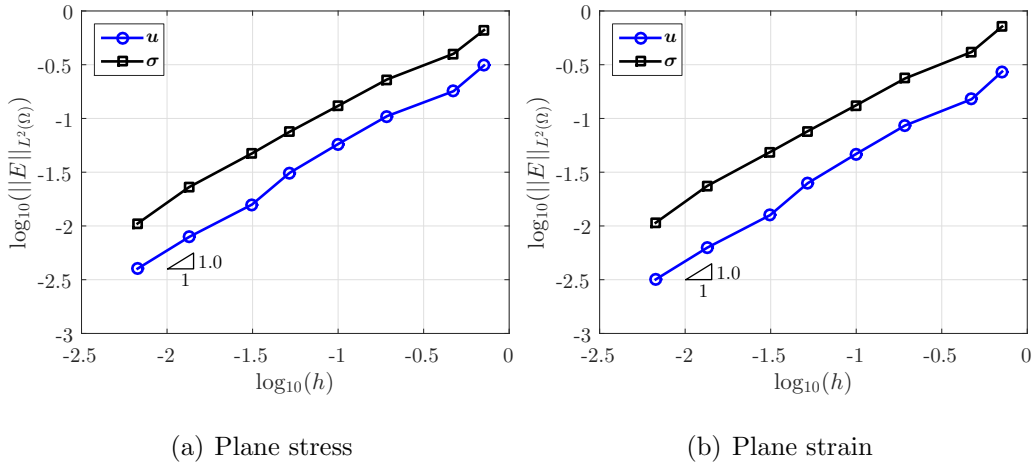 0
-0.5
-1
-1.5
-2
-2.5
-3
-2.5 -2 -1.5 -1 -0.5 0
log₁₀(h)
log₁₀(||E||_{L²(Ω)})
u
σ
1.0
1
(a) Plane stress
0
-0.5
-1
-1.5
-2
-2.5
-3
-2.5 -2 -1.5 -1 -0.5 0
log₁₀(h)
log₁₀(||E||_{L²(Ω)})
u
σ
1.0
1
(b) Plane strain